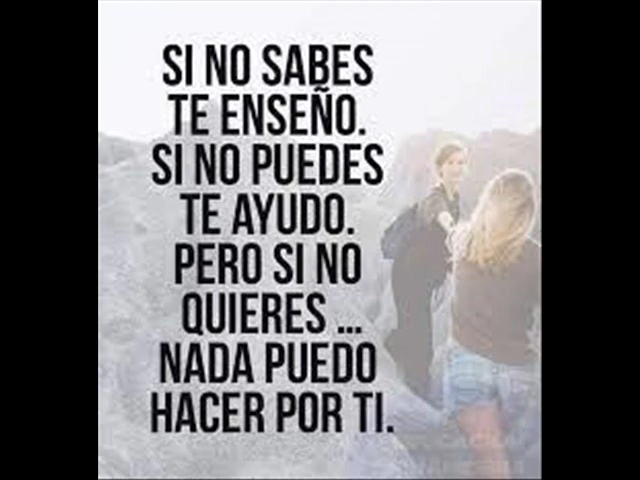 SI NO SABES
TE ENSEÑO.
SI NO PUEDES
TE AYUDO.
PERO SI NO
QUIERES ...
NADA PUEDO
HACER POR TI.